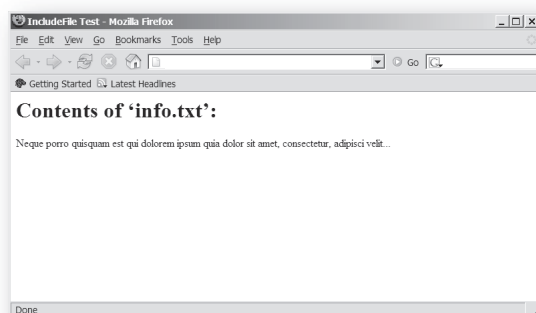 IncludeFile Test - Mozilla Firefox
File Edit View Go Bookmarks Tools Help
Go G
Getting Started Latest Headlines
Contents of ‘info.txt’:
Neque porro quisquam est qui dolorem ipsum quia dolor sit amet, consectetur, adipisci velit...
Done